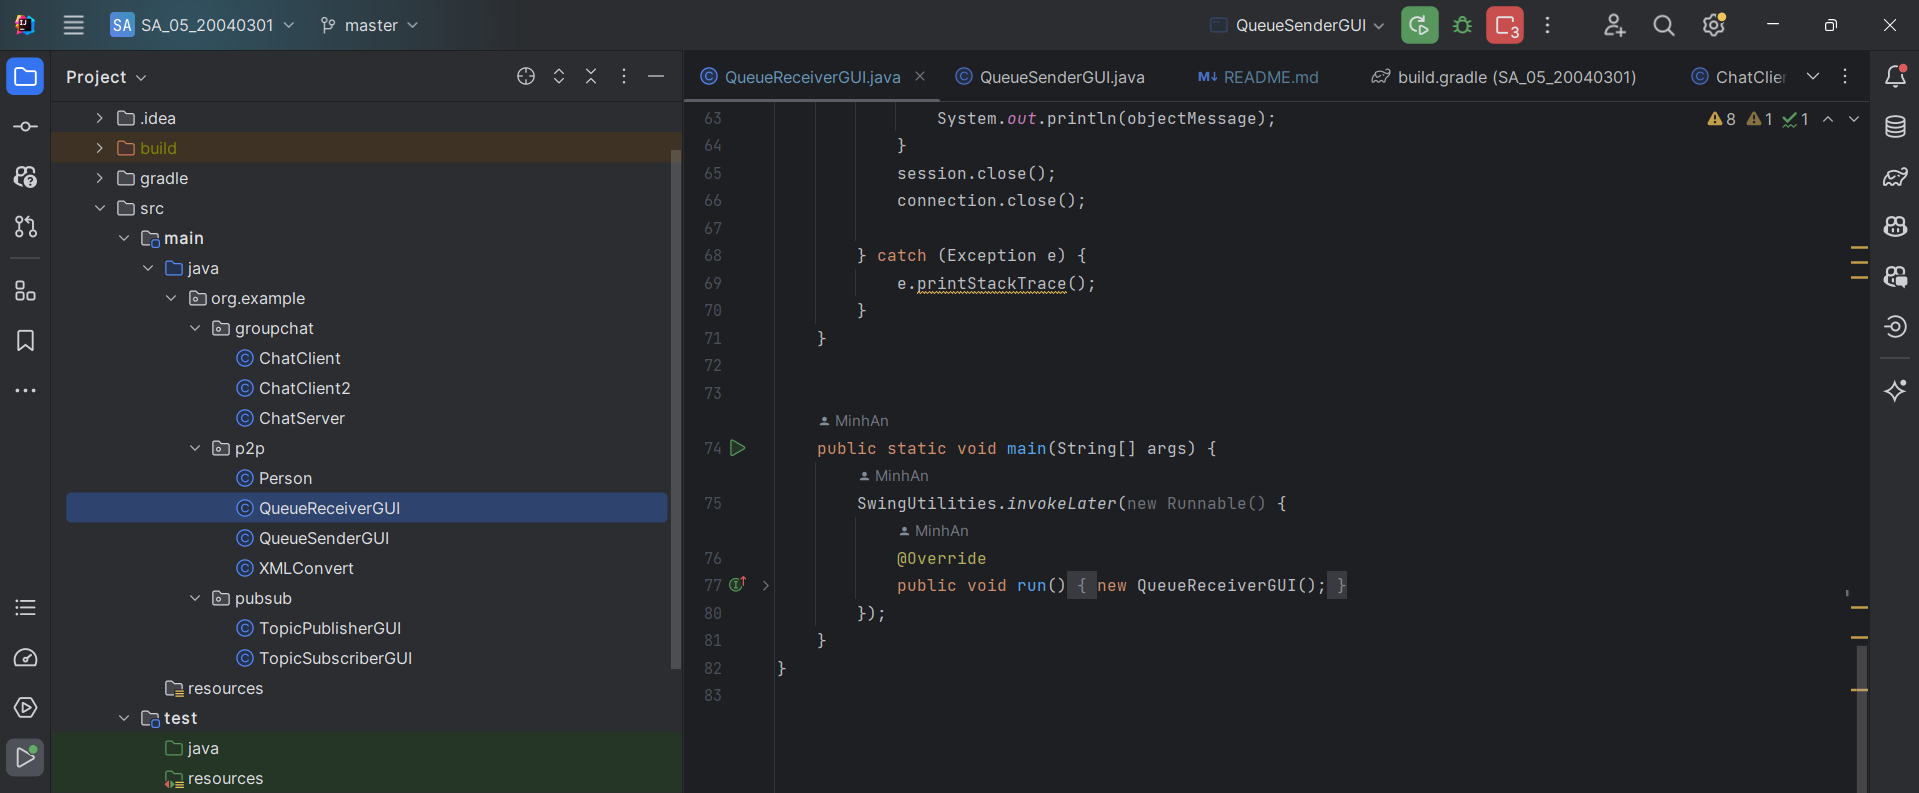 SA SA_05_20040301 master QueueSenderGUI 3
Project
.idea
build
gradle
src
main
java
org.example
groupchat
ChatClient
ChatClient2
ChatServer
p2p
Person
QueueReceiverGUI
QueueSenderGUI
XMLConvert
pubsub
TopicPublisherGUI
TopicSubscriberGUI
resources
test
java
resources
QueueReceiverGUI.java QueueSenderGUI.java M↓ README.md build.gradle (SA_05_20040301) ChatClie
8 1 1
63 System.out.println(objectMessage);
64 }
65 session.close();
66 connection.close();
67
68 } catch (Exception e) {
69 e.printStackTrace();
70 }
71 }
72
73
MinhAn
74 public static void main(String[] args) {
MinhAn
75 SwingUtilities.invokeLater(new Runnable() {
MinhAn
76 @Override
77 public void run() { new QueueReceiverGUI(); }
80 });
81 }
82 }
83